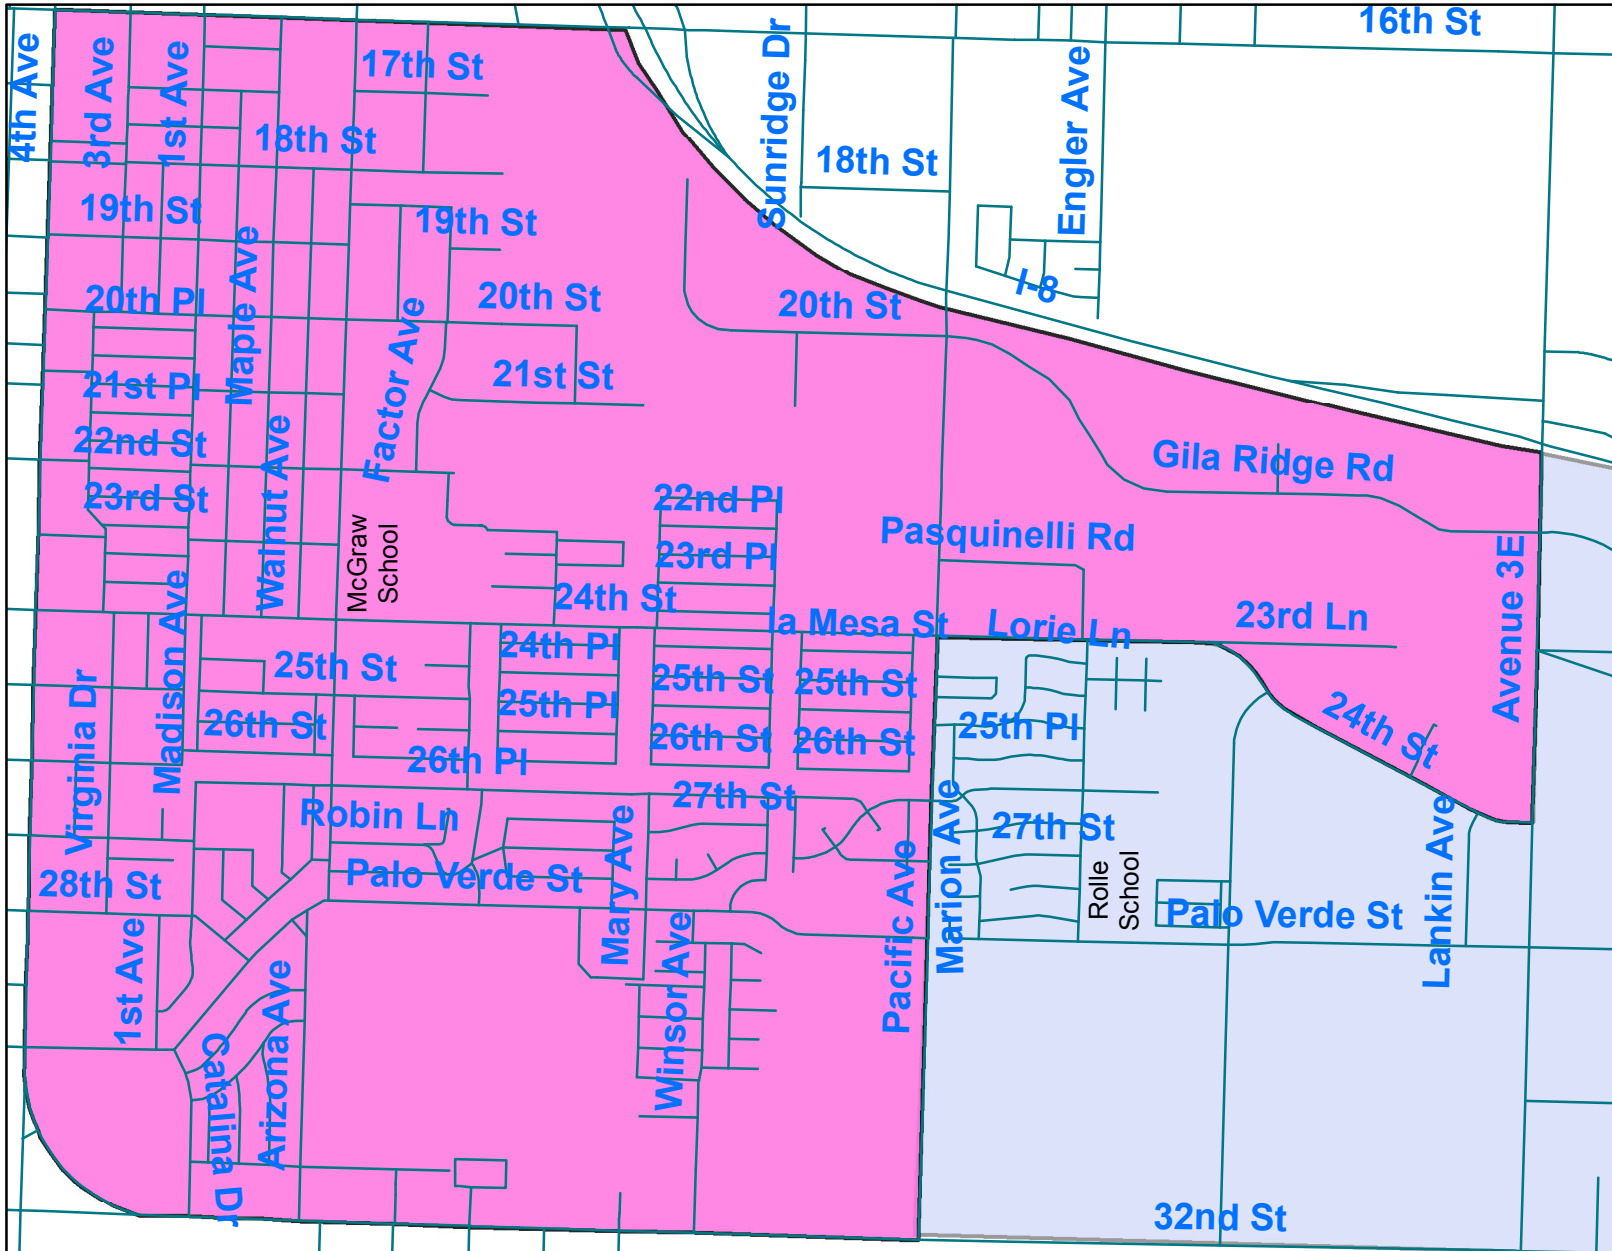 16th St
4th Ave
3rd Ave
1st Ave
17th St
18th St
Sunridge Dr
18th St
Engler Ave
19th St
19th St
20th Pl
Maple Ave
Factor Ave
20th St
20th St
I-8
21st Pl
21st St
22nd St
Walnut Ave
Gila Ridge Rd
23rd St
McGraw
School
22nd Pl
23rd Pl
Pasquinelli Rd
Avenue 3E
24th St
la Mesa St
Lorie Ln
23rd Ln
Virginia Dr
Madison Ave
25th St
24th Pl
25th St
25th St
26th St
25th Pl
26th St
26th St
25th Pl
24th St
26th Pl
27th St
Robin Ln
Mary Ave
Marion Ave
27th St
Lankin Ave
28th St
Palo Verde St
Pacific Ave
Rolle
School
Palo Verde St
1st Ave
Catalina Dr
Arizona Ave
Winsor Ave
32nd St